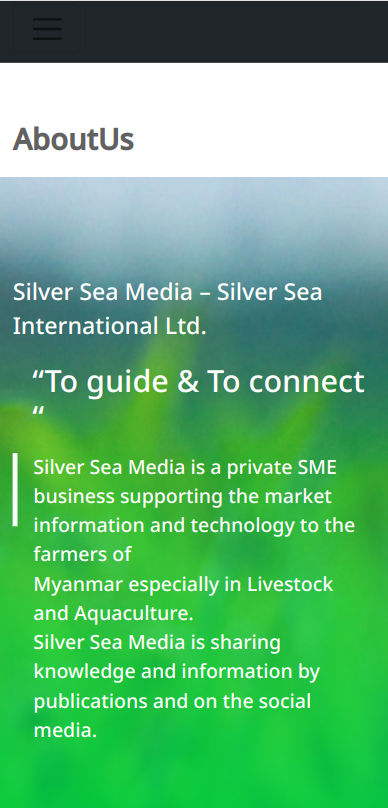 AboutUs
Silver Sea Media – Silver Sea
International Ltd.
“To guide & To connect
“
Silver Sea Media is a private SME
business supporting the market
information and technology to the
farmers of
Myanmar especially in Livestock
and Aquaculture.
Silver Sea Media is sharing
knowledge and information by
publications and on the social
media.